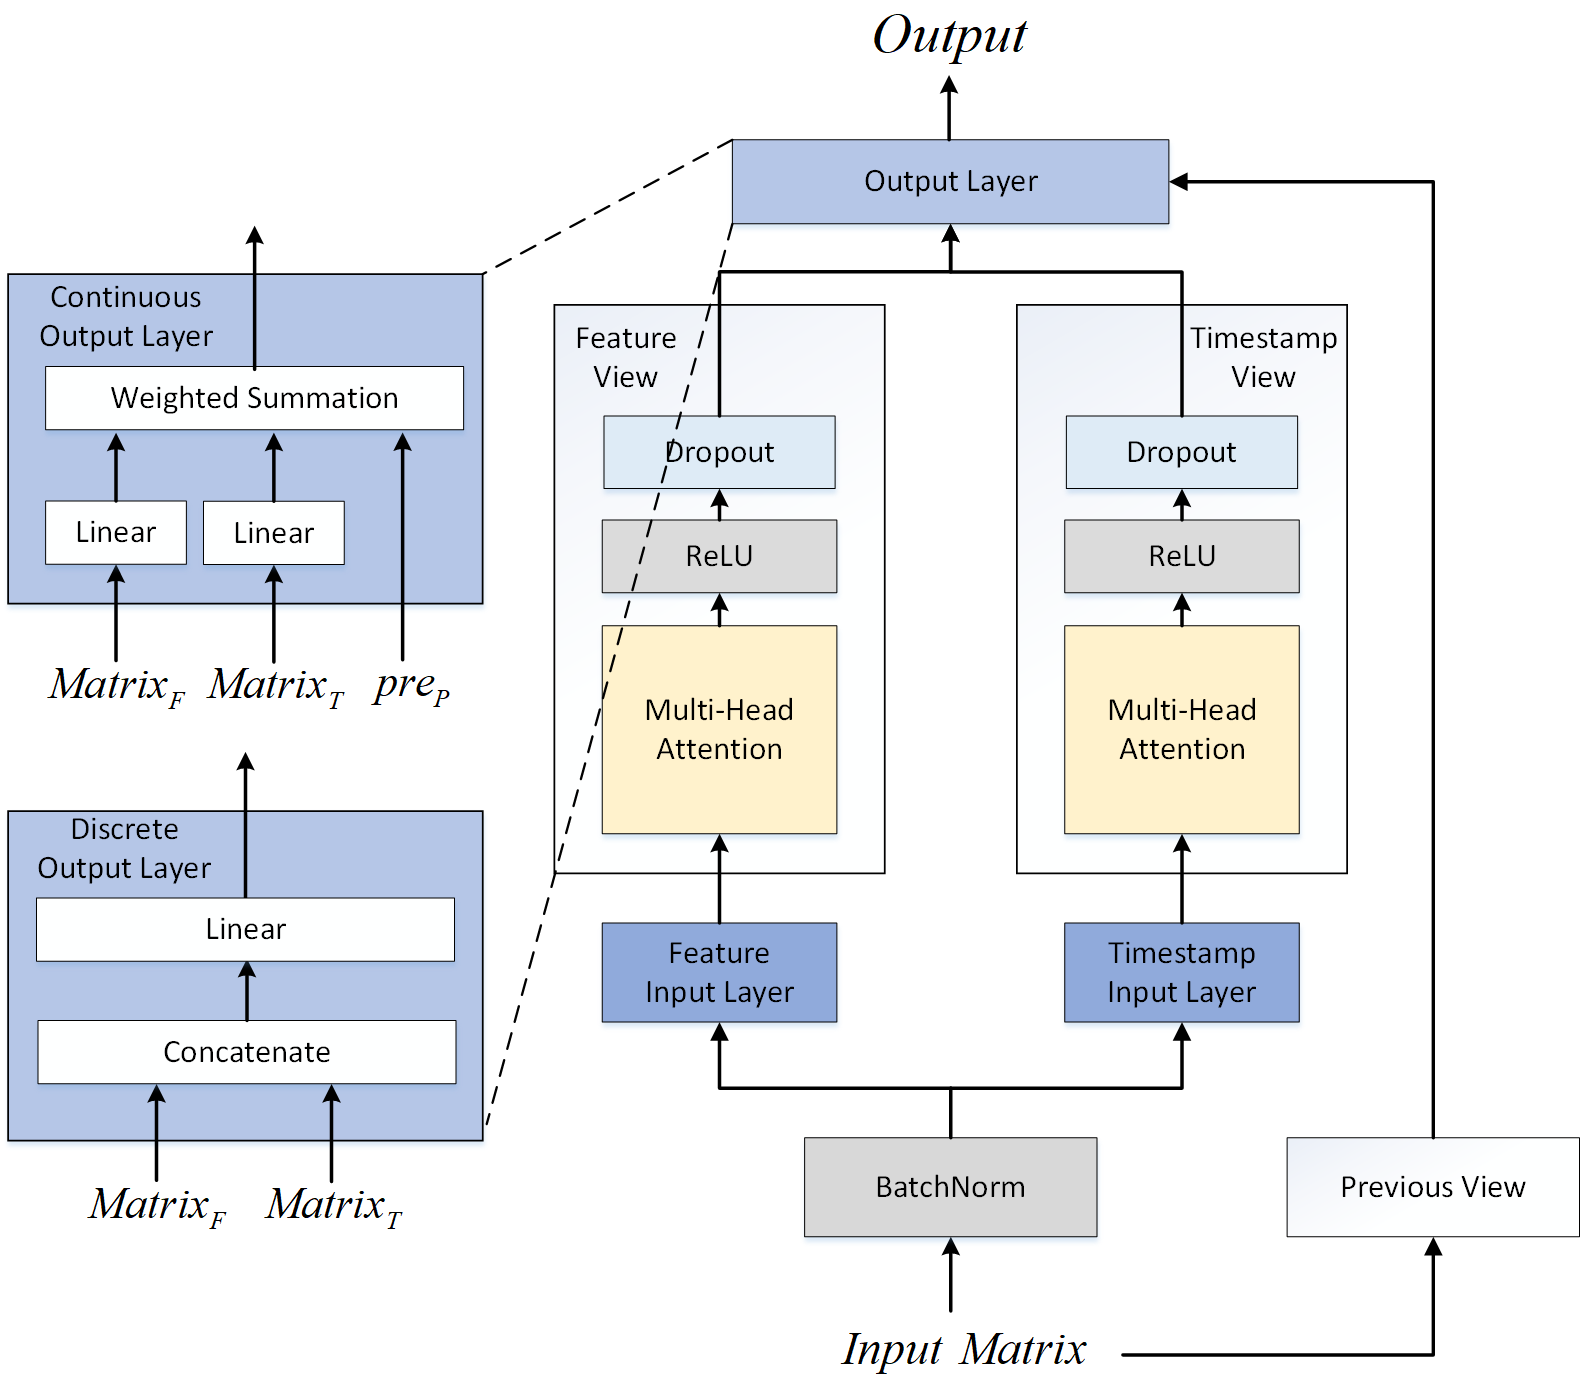 Output
Output Layer
Continuous
Output Layer
Weighted Summation
Linear
Linear
Matrix_F
Matrix_T
pre_P
Discrete
Output Layer
Linear
Concatenate
Matrix_F
Matrix_T
Feature
View
Dropout
ReLU
Multi-Head
Attention
Feature
Input Layer
Timestamp
View
Dropout
ReLU
Multi-Head
Attention
Timestamp
Input Layer
BatchNorm
Previous View
Input Matrix